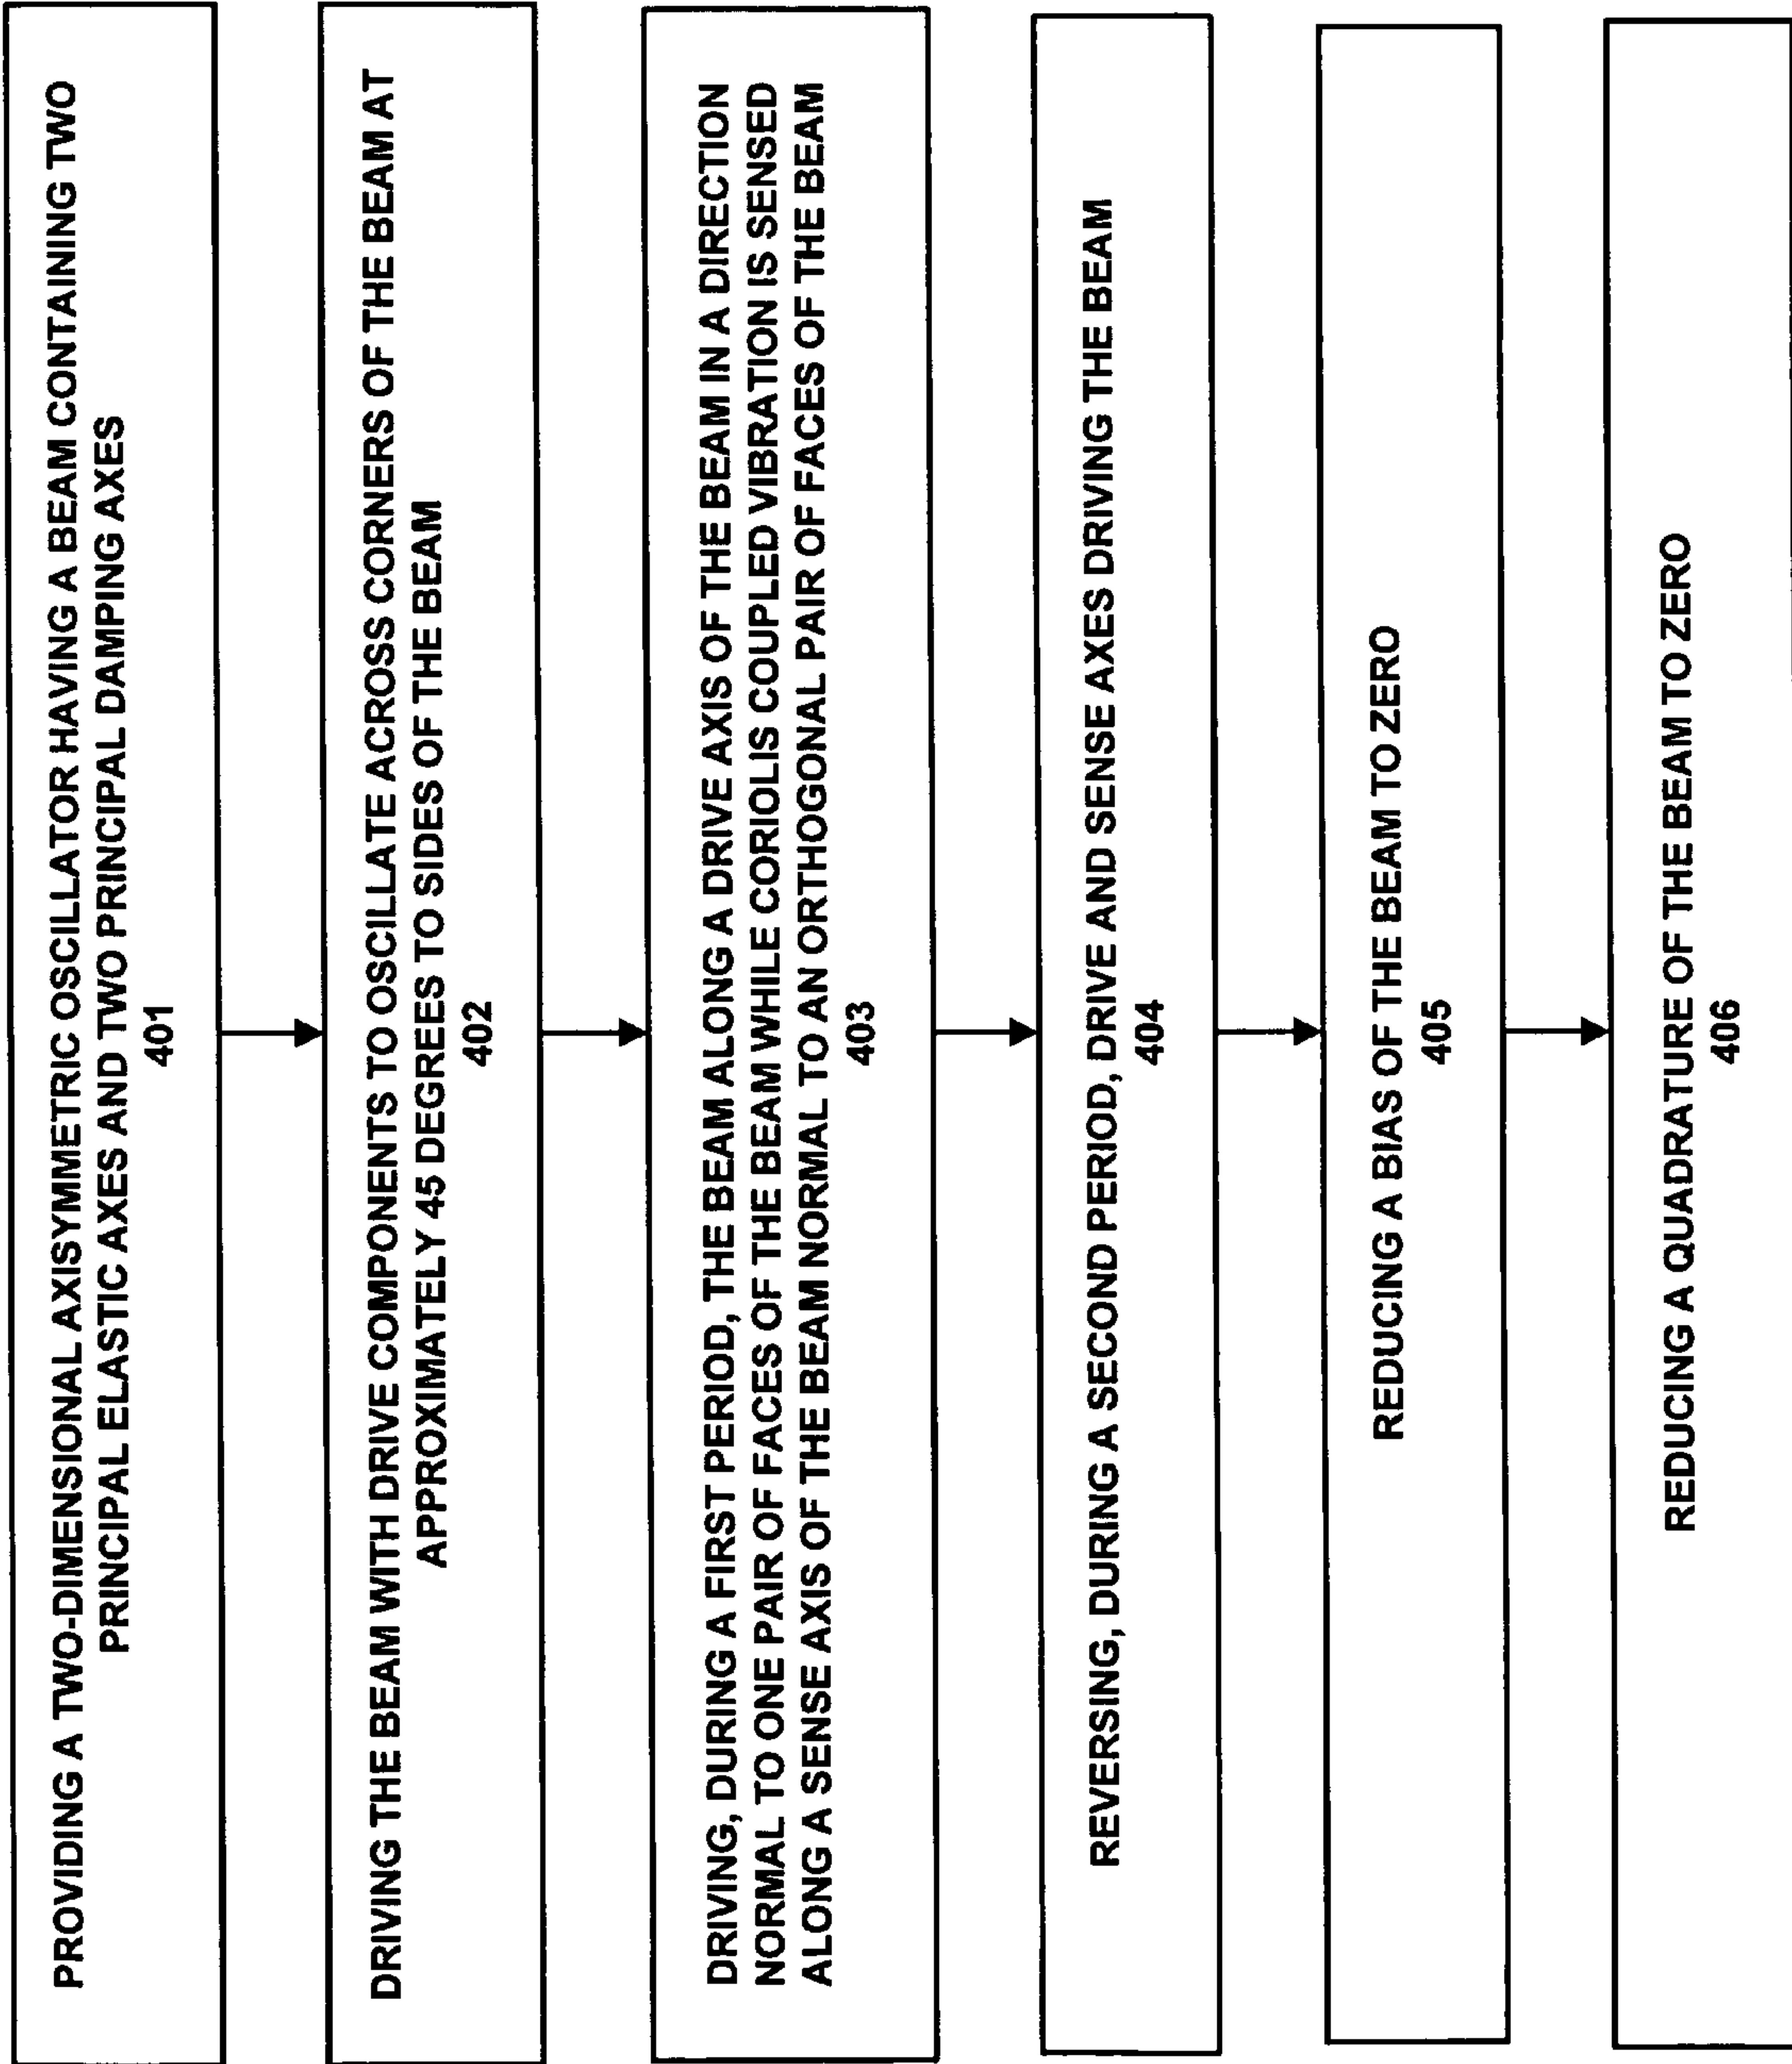 PROVIDING A TWO-DIMENSIONAL AXISYMMETRIC OSCILLATOR HAVING A BEAM CONTAINING TWO
PRINCIPAL ELASTIC AXES AND TWO PRINCIPAL DAMPING AXES
401
DRIVING THE BEAM WITH DRIVE COMPONENTS TO OSCILLATE ACROSS CORNERS OF THE BEAM AT
APPROXIMATELY 45 DEGREES TO SIDES OF THE BEAM
402
DRIVING, DURING A FIRST PERIOD, THE BEAM ALONG A DRIVE AXIS OF THE BEAM IN A DIRECTION
NORMAL TO ONE PAIR OF FACES OF THE BEAM WHILE CORIOLIS COUPLED VIBRATION IS SENSED
ALONG A SENSE AXIS OF THE BEAM NORMAL TO AN ORTHOGONAL PAIR OF FACES OF THE BEAM
403
REVERSING, DURING A SECOND PERIOD, DRIVE AND SENSE AXES DRIVING THE BEAM
404
REDUCING A BIAS OF THE BEAM TO ZERO
405
REDUCING A QUADRATURE OF THE BEAM TO ZERO
406